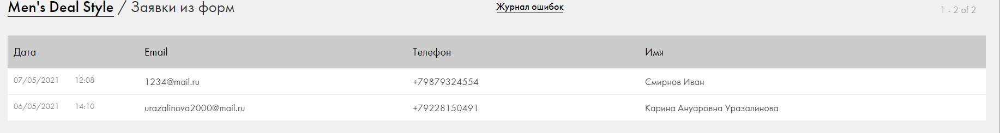 Men's Deal Style / Заявки из форм
Журнал ошибок
1 - 2 of 2
Дата Email Телефон Имя
07/05/2021 12:08 1234@mail.ru +79879324554 Смирнов Иван
06/05/2021 14:10 urazalinova2000@mail.ru +79228150491 Карина Ануаровна Уразалинова